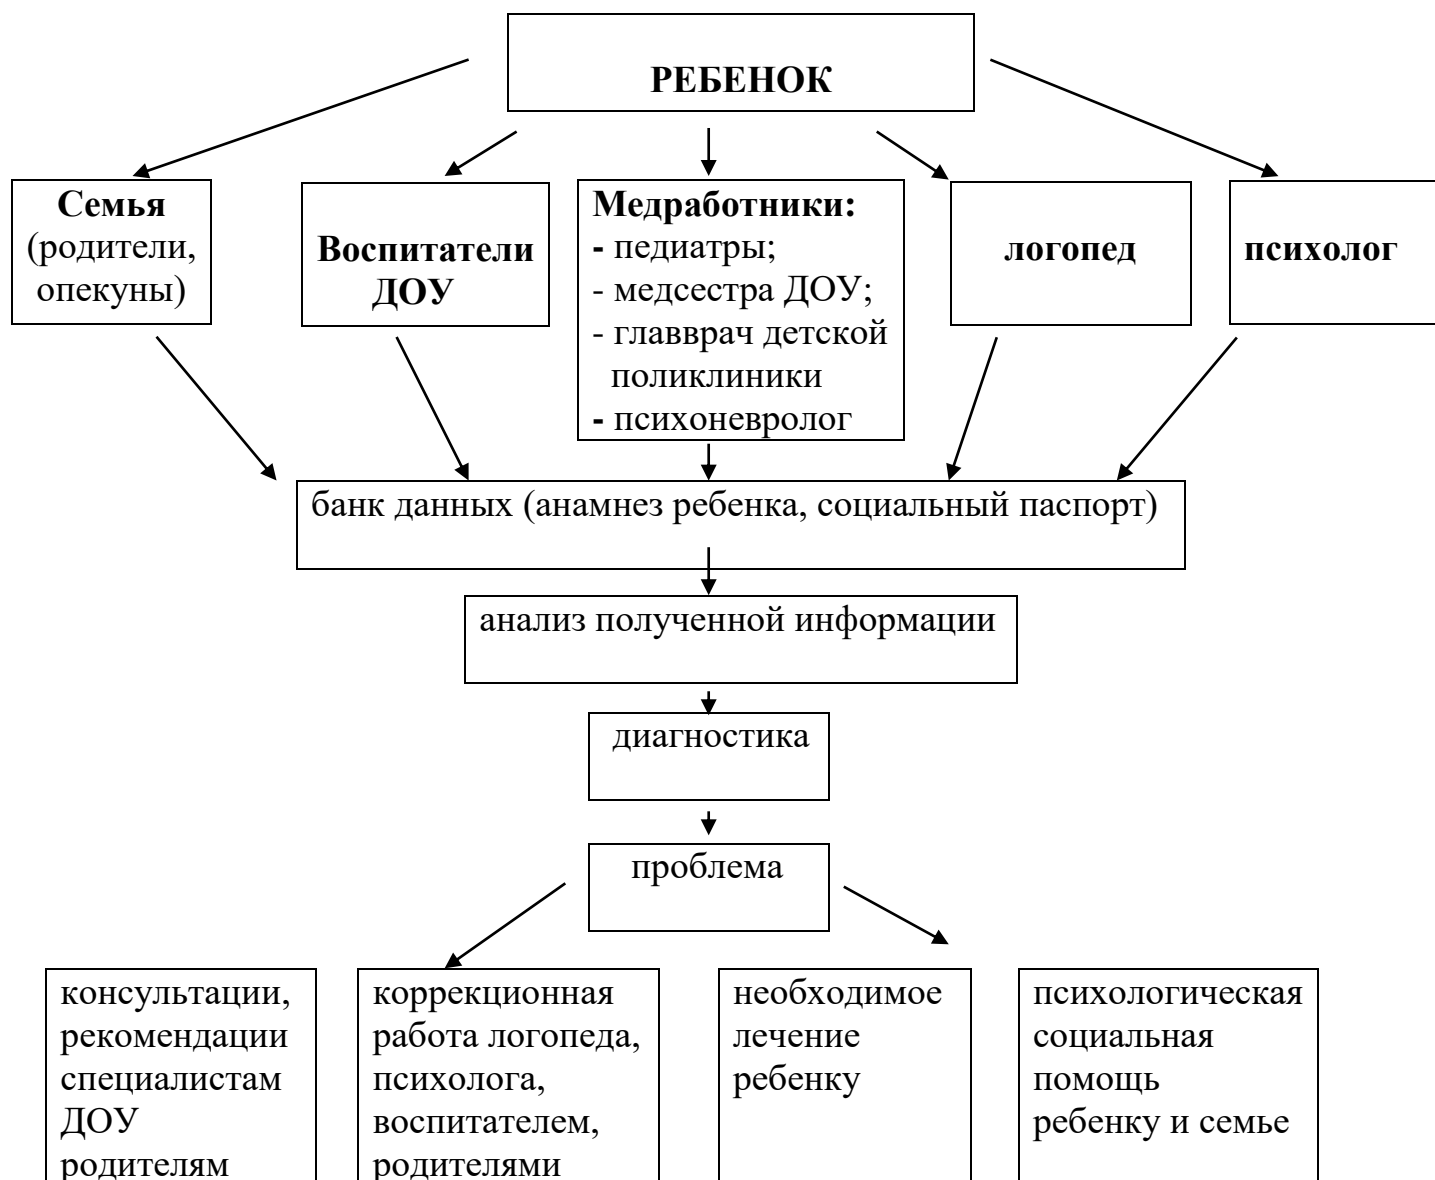 РЕБЕНОК
Семья
(родители,
опекуны)
Воспитатели
ДОУ
Медработники:
- педиатры;
- медсестра ДОУ;
- главврач детской
поликлиники
- психоневролог
логопед
психолог
банк данных (анамнез ребенка, социальный паспорт)
анализ полученной информации
диагностика
проблема
консультации,
рекомендации
специалистам
ДОУ
родителям
коррекционная
работа логопеда,
психолога,
воспитателем,
родителями
необходимое
лечение
ребенку
психологическая
социальная
помощь
ребенку и семье